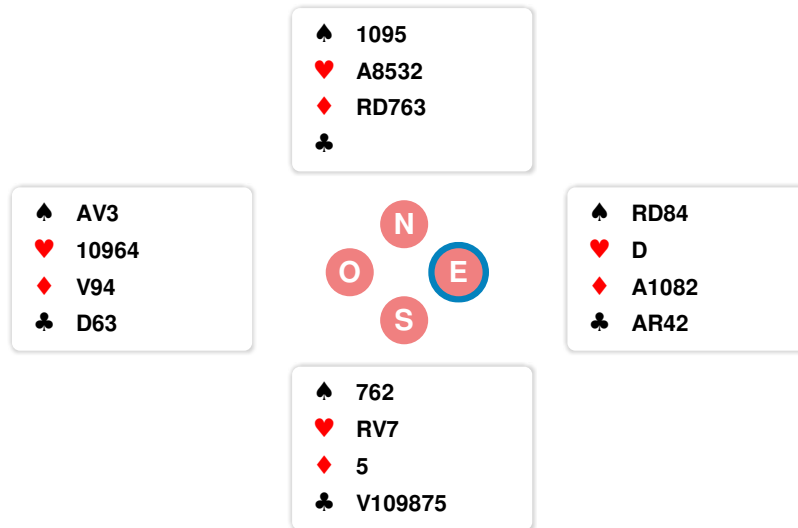 ♠ 1095
♥ A8532
♦ RD763
♣
♠ AV3
♥ 10964
♦ V94
♣ D63
N
O
E
S
♠ RD84
♥ D
♦ A1082
♣ AR42
♠ 762
♥ RV7
♦ 5
♣ V109875